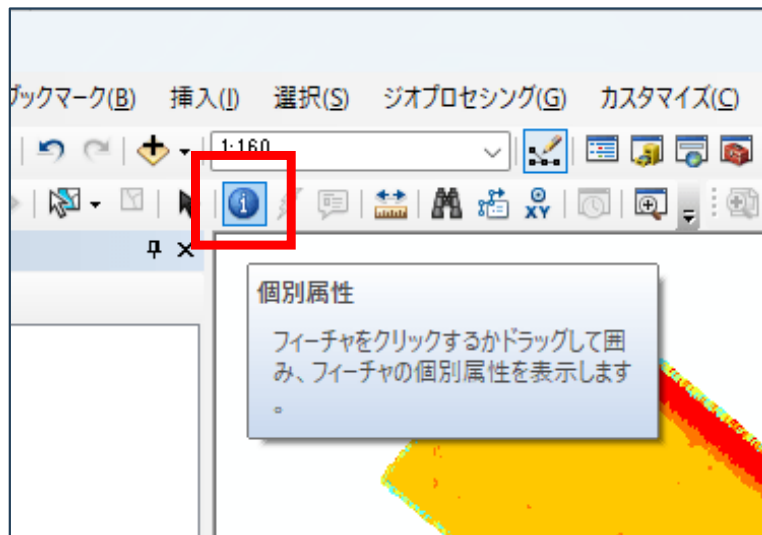 ブックマーク(B) 挿入(I) 選択(S) ジオプロセシング(G) カスタマイズ(C)
1:160
XY
個別属性
フィーチャをクリックするかドラッグして囲
み、フィーチャの個別属性を表示します
。